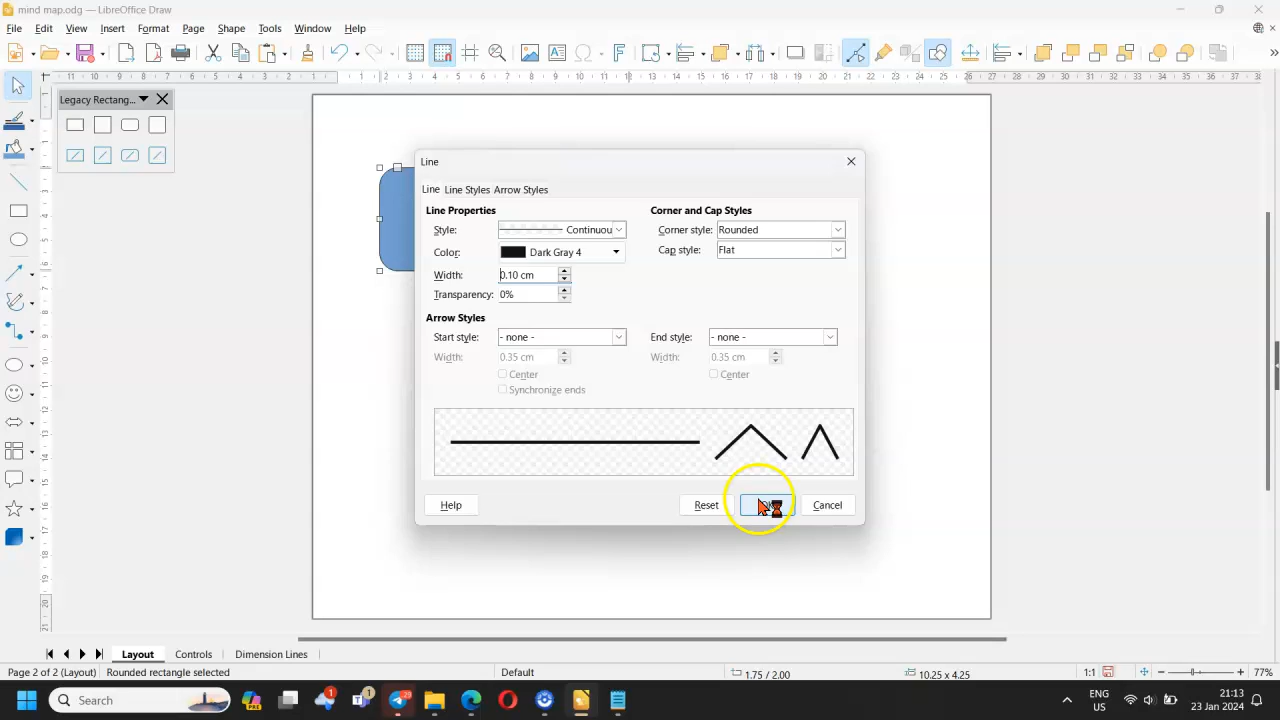 mind map.odg — LibreOffice Draw
File Edit View Insert Format Page Shape Tools Window Help
Legacy Rectang...
Line
Line Line Styles Arrow Styles
Line Properties
Corner and Cap Styles
Style: Continuou
Corner style: Rounded
Color: Dark Gray 4
Cap style: Flat
Width: 0.10 cm
Transparency: 0%
Arrow Styles
Start style: - none -
End style: - none -
Width: 0.35 cm
Width: 0.35 cm
Center
Center
Synchronize ends
Help Reset Cancel
Layout Controls Dimension Lines
Page 2 of 2 (Layout) Rounded rectangle selected Default 1.75 / 2.00 10.25 x 4.25 1:1 77%
Search
PRE
1
1
29
ENG
US
21:13
23 Jan 2024